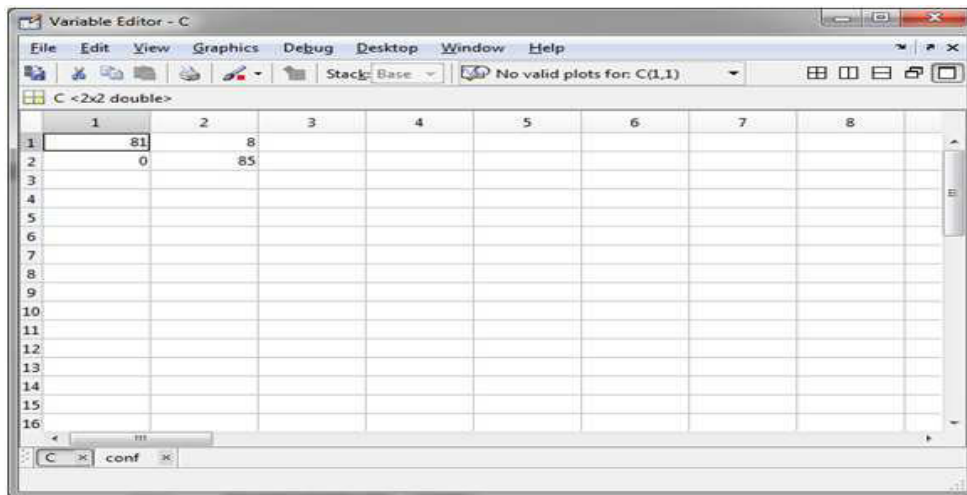 Variable Editor - C
File Edit View Graphics Debug Desktop Window Help
Stack: Base No valid plots for: C(1,1)
C <2x2 double>
1 2 3 4 5 6 7 8
1 81 8
2 0 85
3
4
5
6
7
8
9
10
11
12
13
14
15
16
C conf